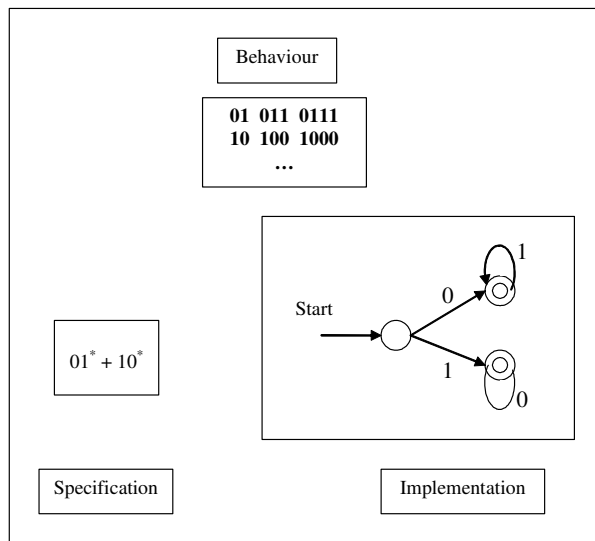 Behaviour
01 011 0111
10 100 1000
...
1
0
Start
1
0
01* + 10*
Specification
Implementation